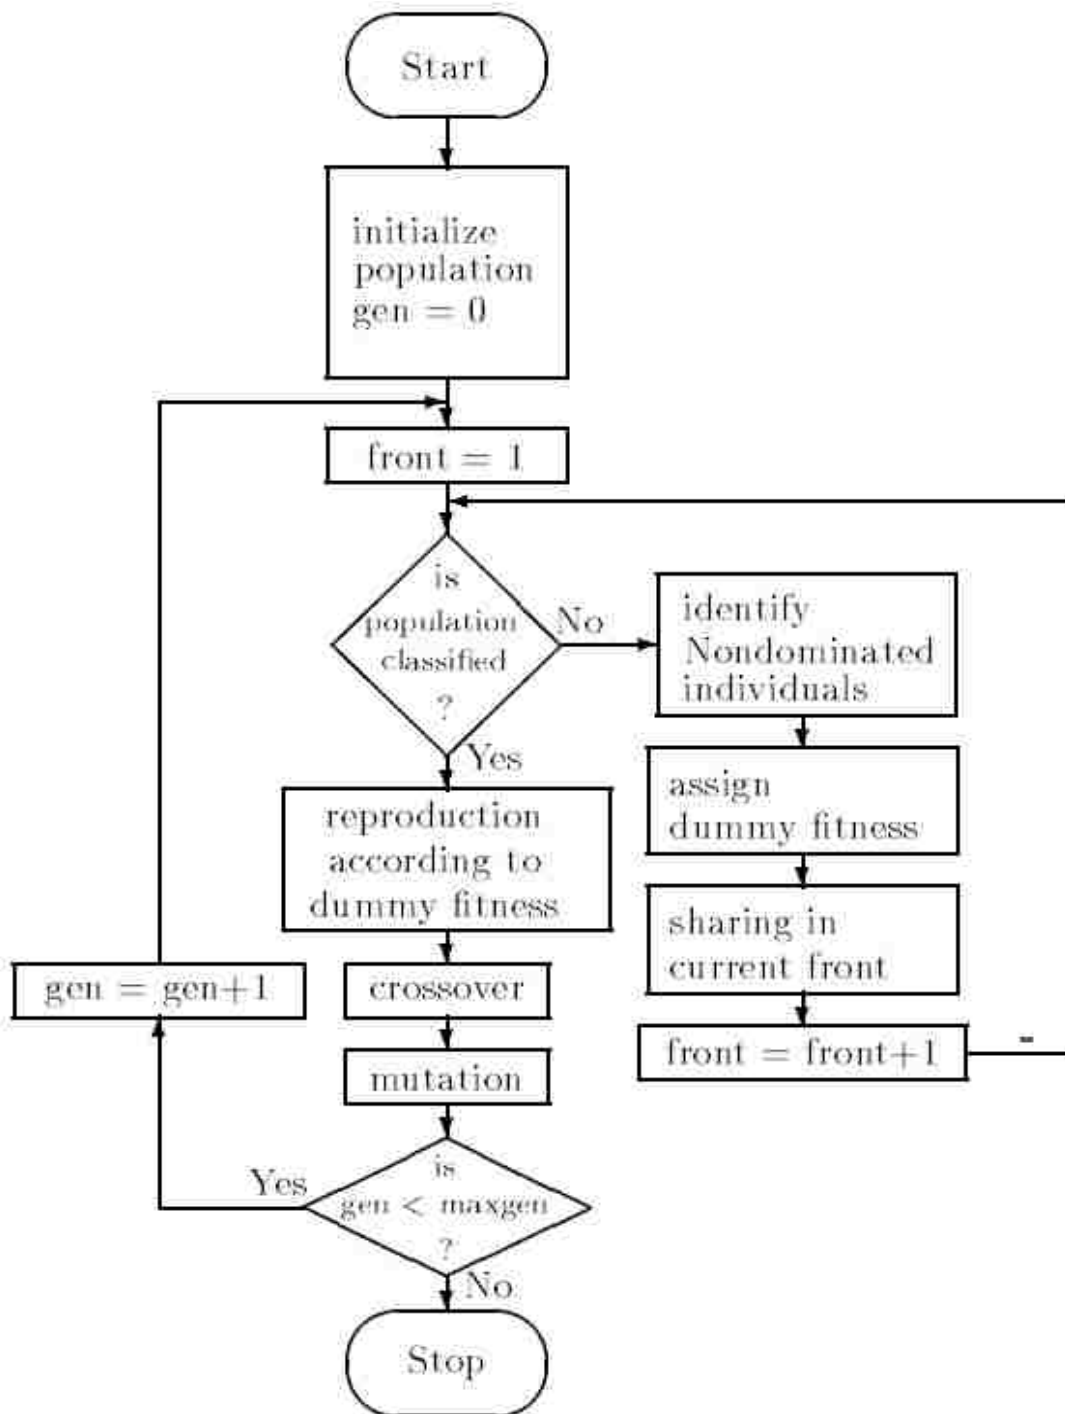 Start
initialize
population
gen = 0
front = 1
is
population
classified
?
No
identify
Nondominated
individuals
Yes
assign
dummy fitness
reproduction
according to
dummy fitness
sharing in
current front
gen = gen+1
crossover
front = front+1
mutation
is
gen < maxgen
?
Yes
No
Stop